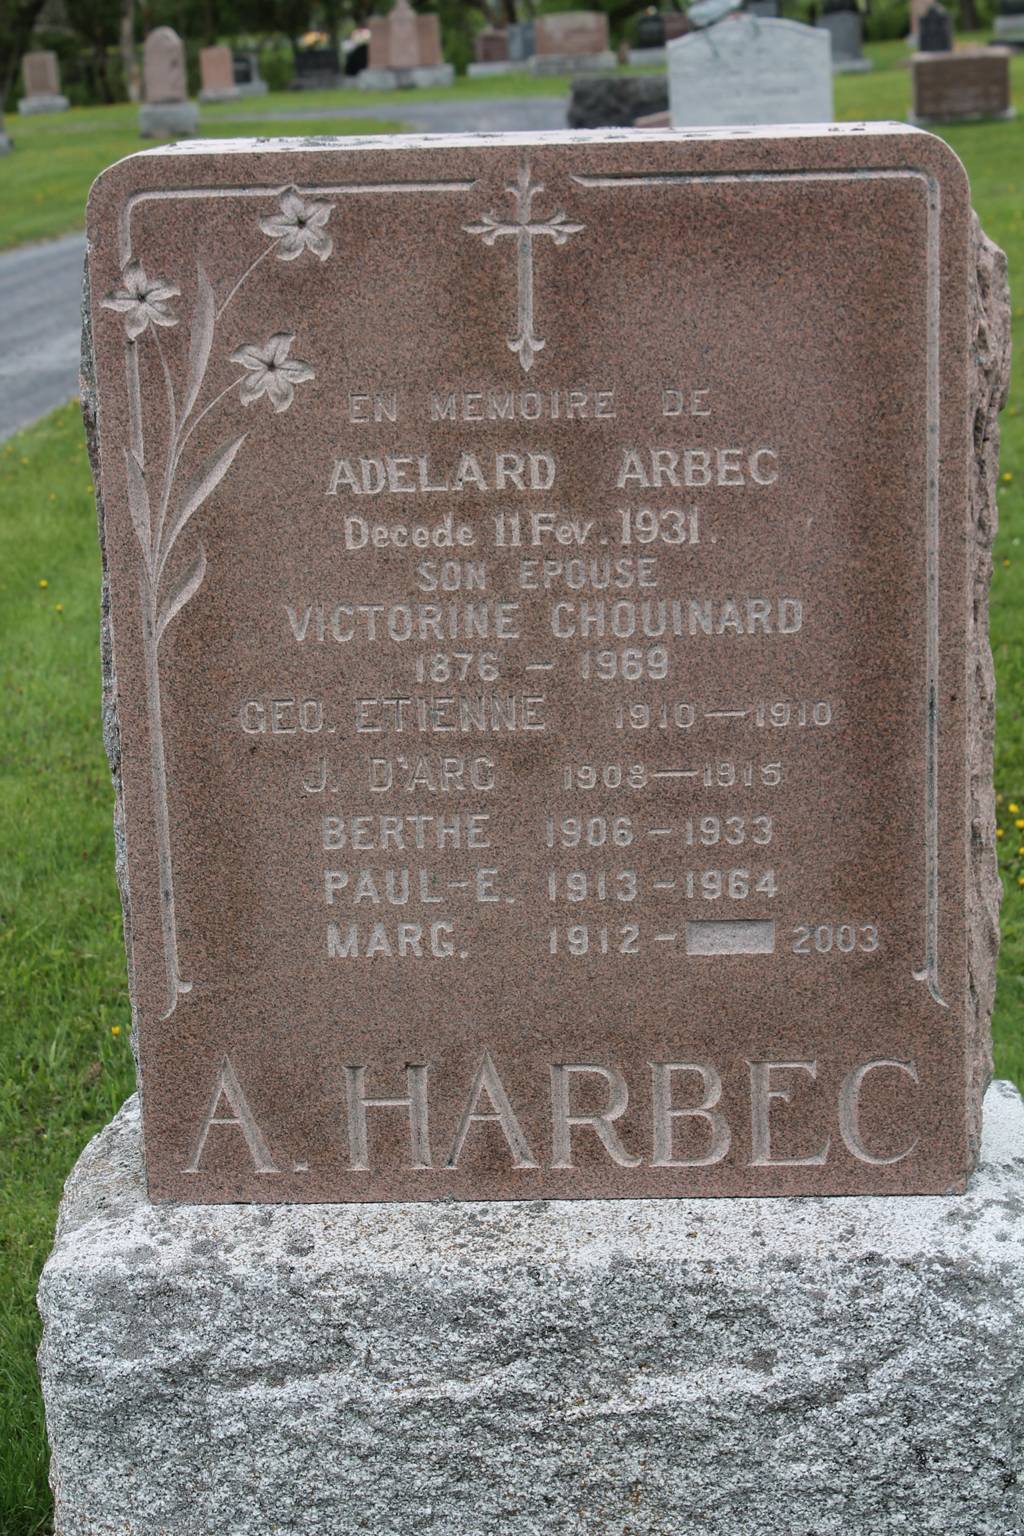 EN MEMOIRE DE
ADELARD ARBEC
Decede 11 Fev. 1931.
SON EPOUSE
VICTORINE CHOUINARD
1876 - 1969
GEO. ETIENNE 1910-1910
J. D'ARC 1908-1915
BERTHE 1906-1933
PAUL-E. 1913-1964
MARG. 1912- 2003
A. HARBEC